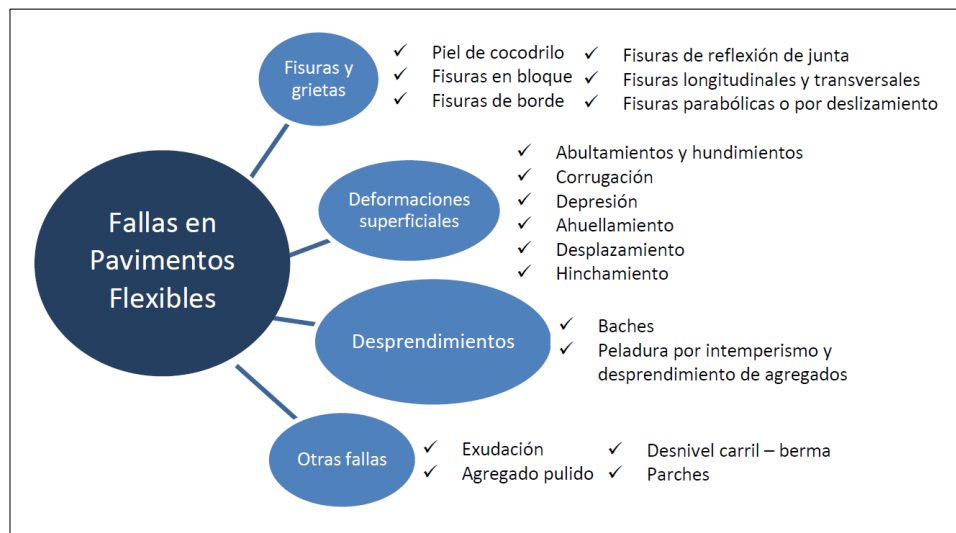 Fallas en
Pavimentos
Flexibles
Fisuras y
grietas
✓ Piel de cocodrilo
✓ Fisuras en bloque
✓ Fisuras de borde
✓ Fisuras de reflexión de junta
✓ Fisuras longitudinales y transversales
✓ Fisuras parabólicas o por deslizamiento
Deformaciones
superficiales
✓ Abultamientos y hundimientos
✓ Corrugación
✓ Depresión
✓ Ahuellamiento
✓ Desplazamiento
✓ Hinchamiento
Desprendimientos
✓ Baches
✓ Peladura por intemperismo y
desprendimiento de agregados
Otras fallas
✓ Exudación
✓ Agregado pulido
✓ Desnivel carril – berma
✓ Parches